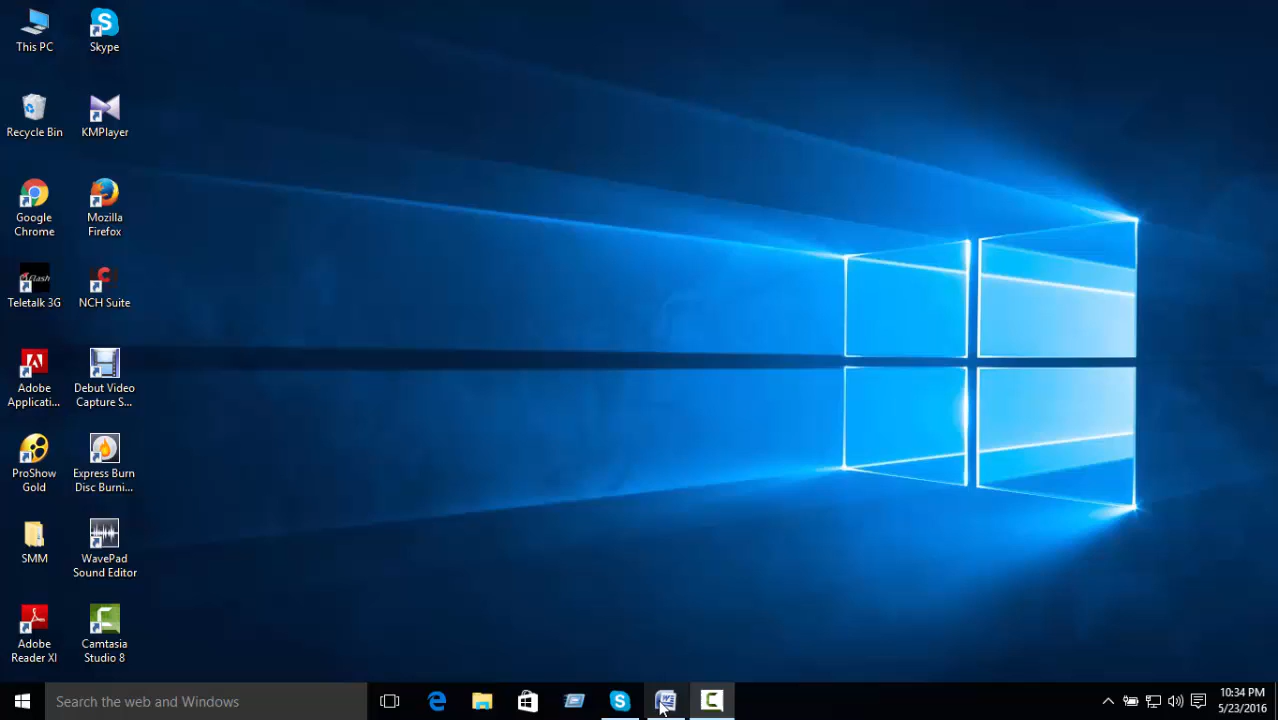 This PC
Skype
Recycle Bin
KMPlayer
Google
Chrome
Mozilla
Firefox
Teletalk 3G
NCH Suite
Adobe
Applicati...
Debut Video
Capture S...
ProShow
Gold
Express Burn
Disc Burni...
SMM
WavePad
Sound Editor
Adobe
Reader XI
Camtasia
Studio 8
Search the web and Windows
10:34 PM
5/23/2016